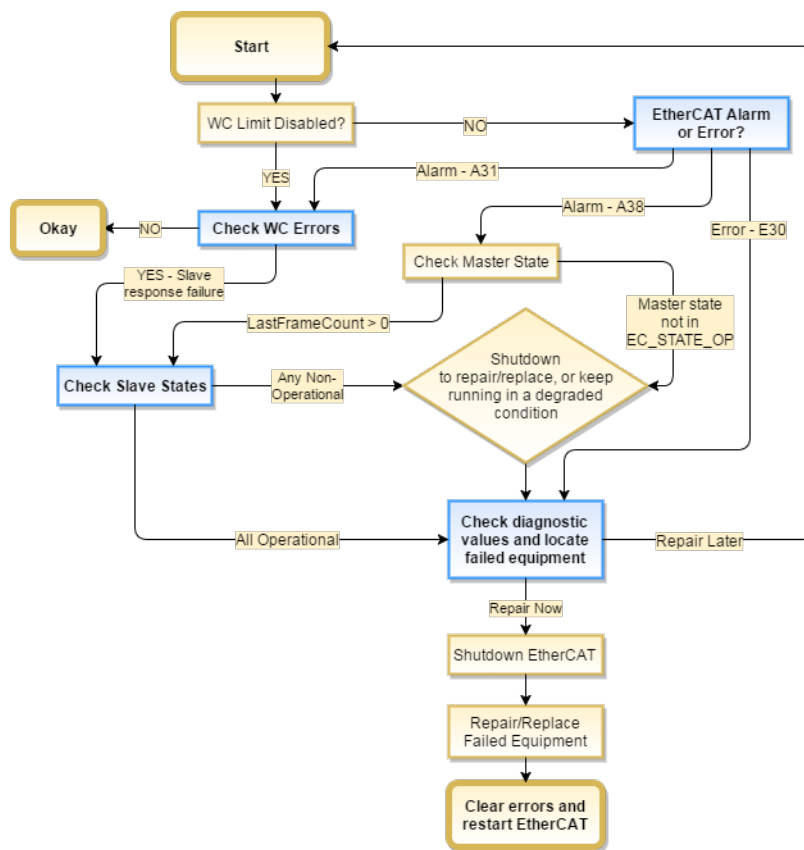 Start
WC Limit Disabled?
NO
EtherCAT Alarm
or Error?
YES
Alarm - A31
Alarm - A38
Error - E30
Okay
NO
Check WC Errors
Check Master State
YES - Slave
response failure
LastFrameCount > 0
Master state
not in
EC_STATE_OP
Check Slave States
Any Non-
Operational
Shutdown
to repair/replace, or keep
running in a degraded
condition
All Operational
Check diagnostic
values and locate
failed equipment
Repair Later
Repair Now
Shutdown EtherCAT
Repair/Replace
Failed Equipment
Clear errors and
restart EtherCAT